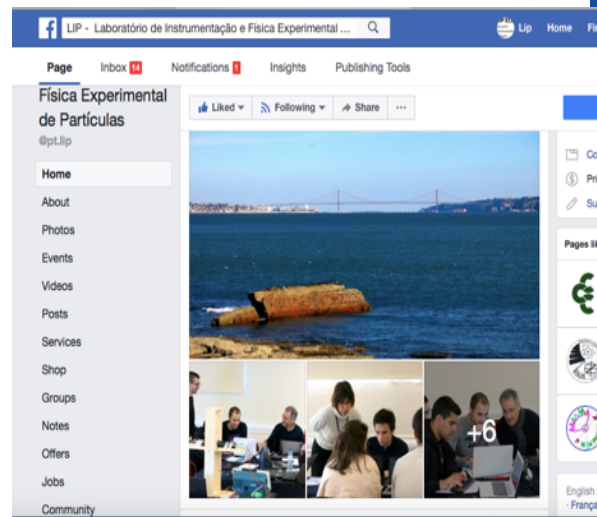 LIP - Laboratório de Instrumentação e Física Experimental ...
Lip Home
Page Inbox 14 Notifications 1 Insights Publishing Tools
Física Experimental
de Partículas
@pt.lip
Liked Following Share ...
Home
About
Photos
Events
Videos
Posts
Services
Shop
Groups
Notes
Offers
Jobs
Community
+6
Pages
English